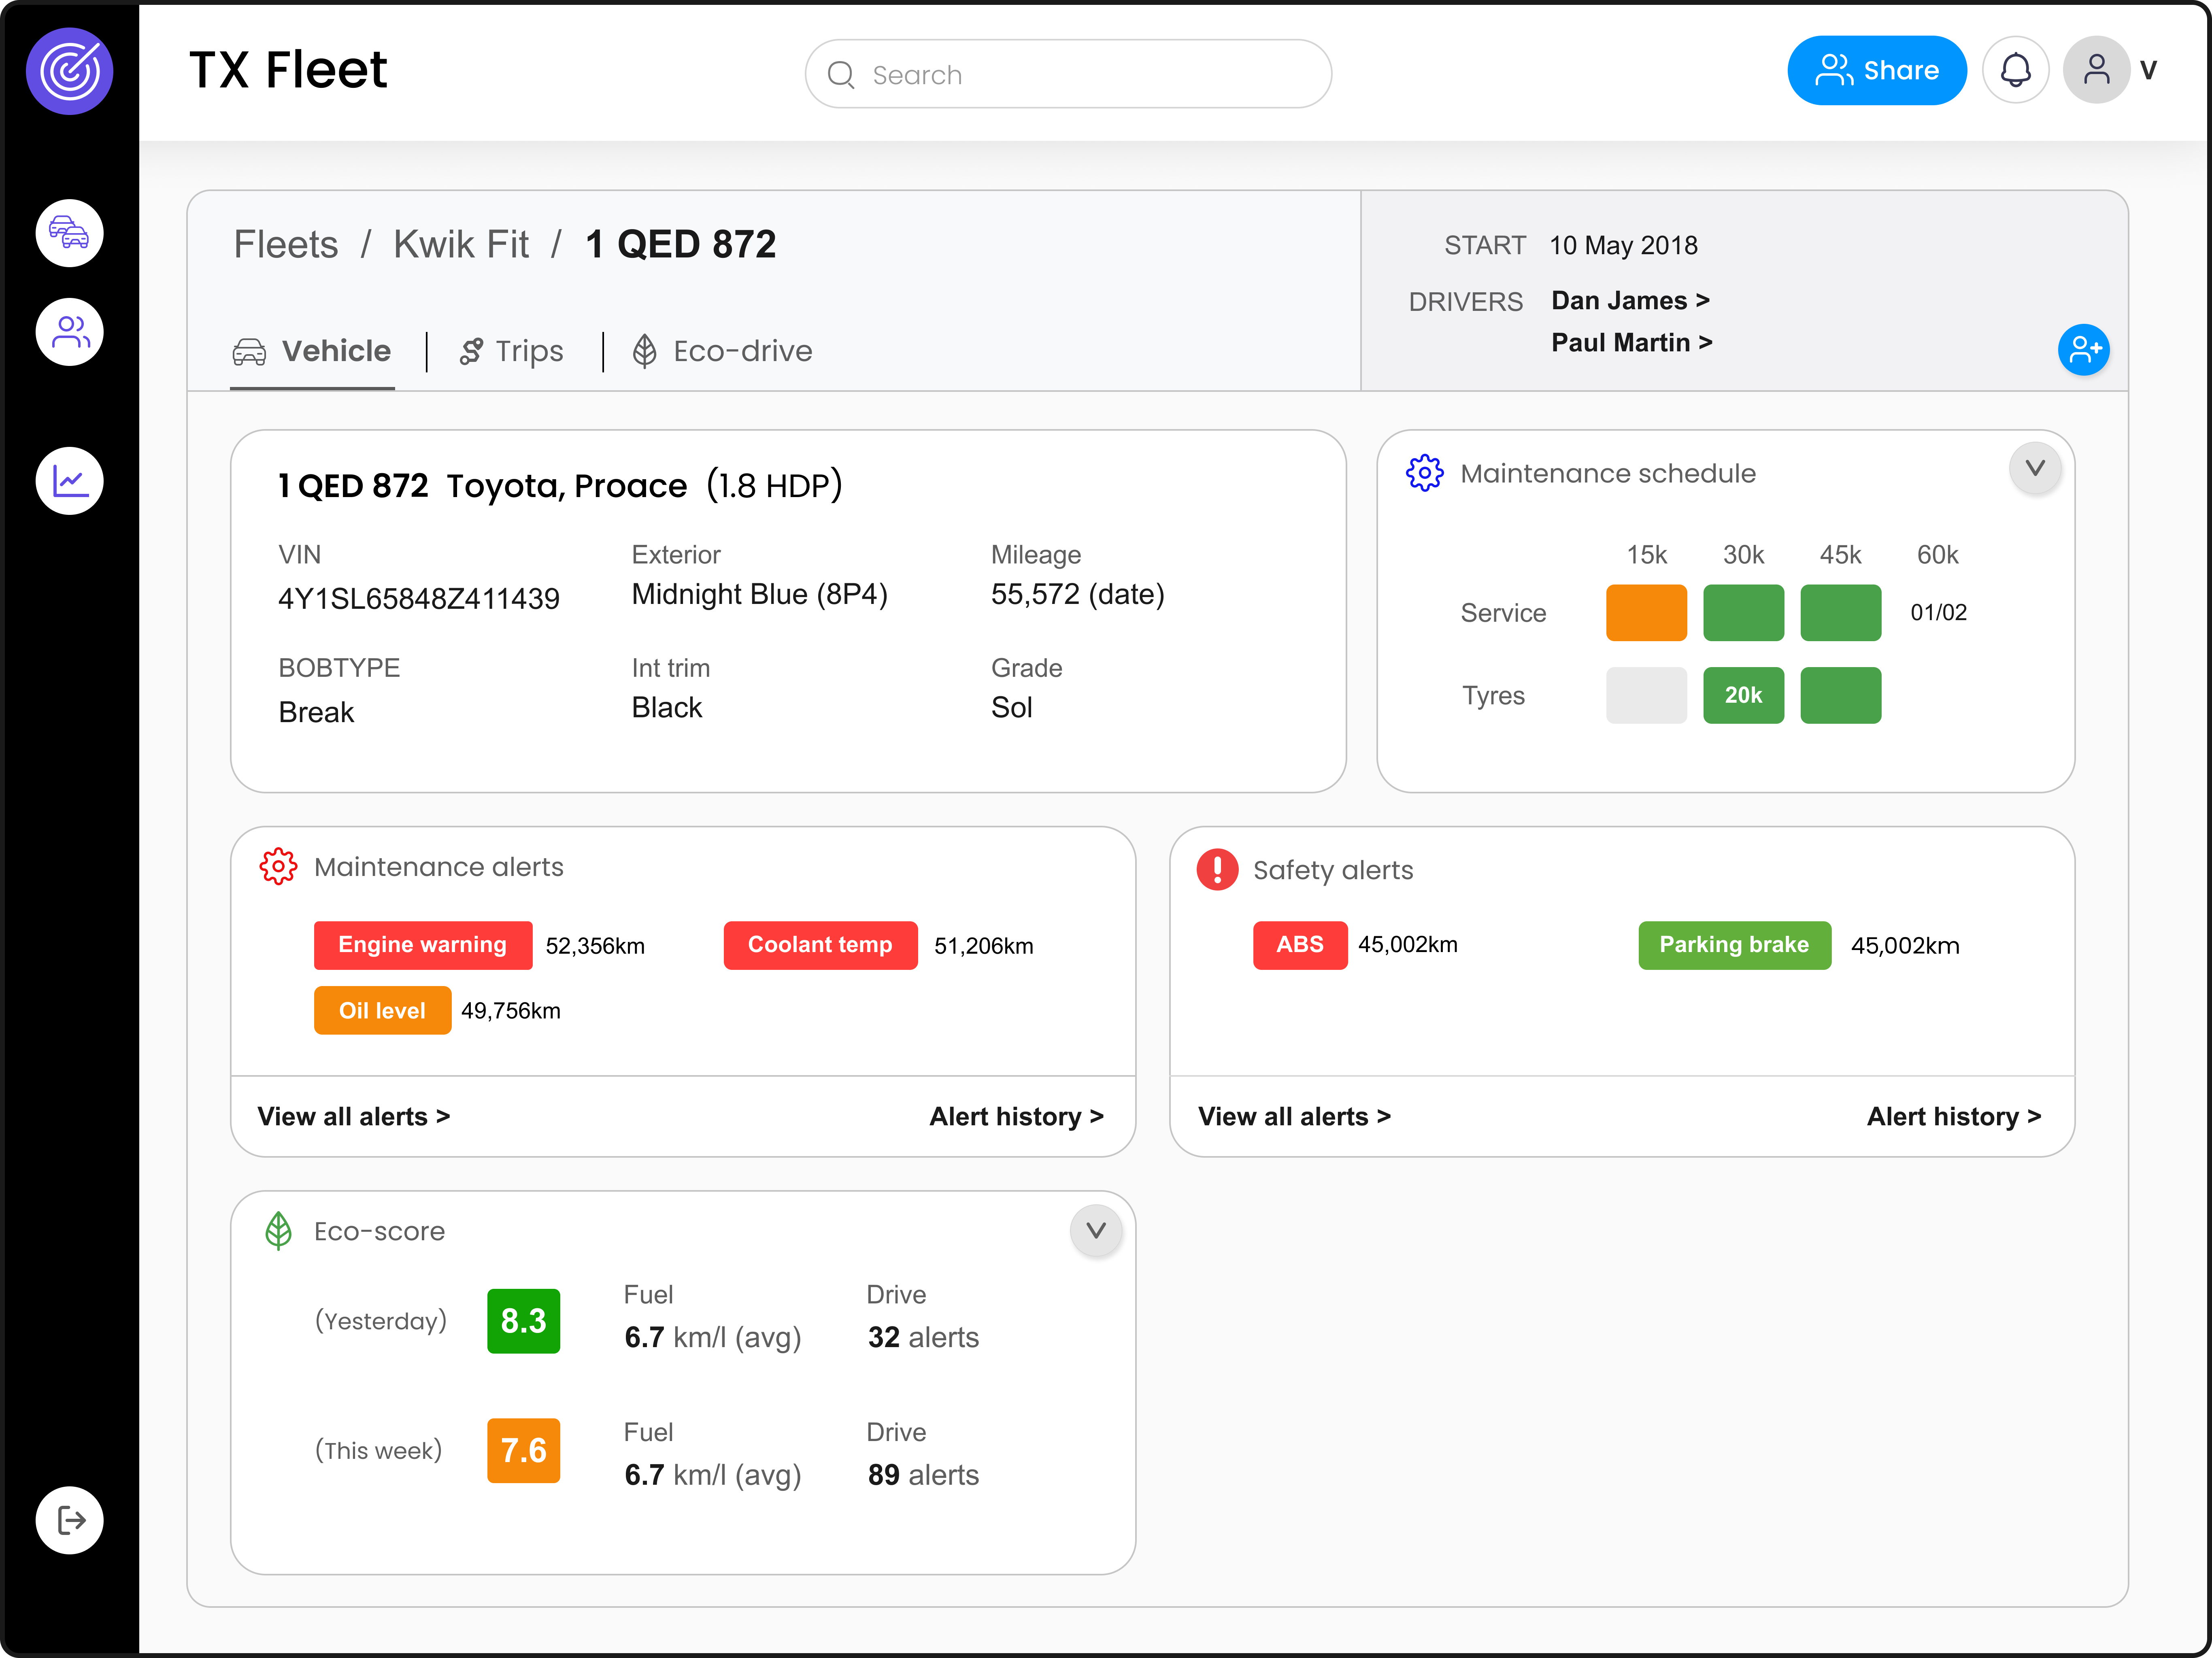 TX Fleet
Search
Share
V
Fleets / Kwik Fit / 1 QED 872
START 10 May 2018
DRIVERS Dan James >
Paul Martin >
Vehicle
Trips
Eco-drive
1 QED 872 Toyota, Proace (1.8 HDP)
VIN
4Y1SL65848Z411439
Exterior
Midnight Blue (8P4)
Mileage
55,572 (date)
BOBTYPE
Break
Int trim
Black
Grade
Sol
Maintenance schedule
V
15k 30k 45k 60k
Service 01/02
Tyres 20k
Maintenance alerts
Engine warning 52,356km
Coolant temp 51,206km
Oil level 49,756km
View all alerts >
Alert history >
Safety alerts
ABS 45,002km
Parking brake 45,002km
View all alerts >
Alert history >
Eco-score
V
(Yesterday) 8.3
Fuel
6.7 km/l (avg)
Drive
32 alerts
(This week) 7.6
Fuel
6.7 km/l (avg)
Drive
89 alerts